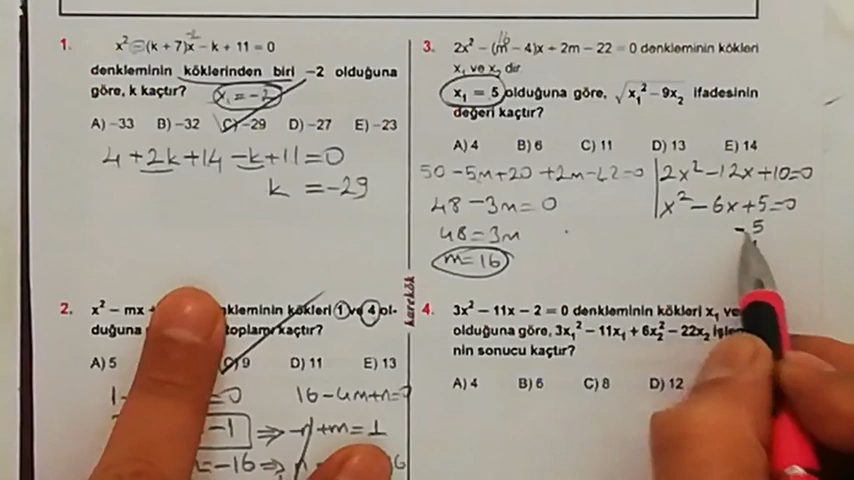 1. x² - (k + 7)x - k + 11 = 0
-2
denkleminin köklerinden biri -2 olduğuna
göre, k kaçtır? x₁ = -2
A) -33 B) -32 C) -29 D) -27 E) -23
4 + 2k + 14 - k + 11 = 0
k = -29
2. x² - mx + kleminin kökleri 1 ve 4 ol-
duğuna toplamı kaçtır?
A) 5 C) 9 D) 11 E) 13
1 - = 0 16 - 4m + n = 0
-1 ⇒ -n + m = 1
= -16 ⇒
karekök
3. 2x² - (m - 4)x + 2m - 22 = 0 denkleminin kökleri
16
x₁ ve x₂ dir.
x₁ = 5 olduğuna göre, √x₁² - 9x₂ ifadesinin
değeri kaçtır?
A) 4 B) 6 C) 11 D) 13 E) 14
50 - 5m + 20 + 2m - 22 = 0
2x² - 12x + 10 = 0
48 - 3m = 0
x² - 6x + 5 = 0
48 = 3m
-5
m = 16
4. 3x² - 11x - 2 = 0 denkleminin kökleri x₁ ve
olduğuna göre, 3x₁² - 11x₁ + 6x₂² - 22x₂ işle
nin sonucu kaçtır?
A) 4 B) 6 C) 8 D) 12